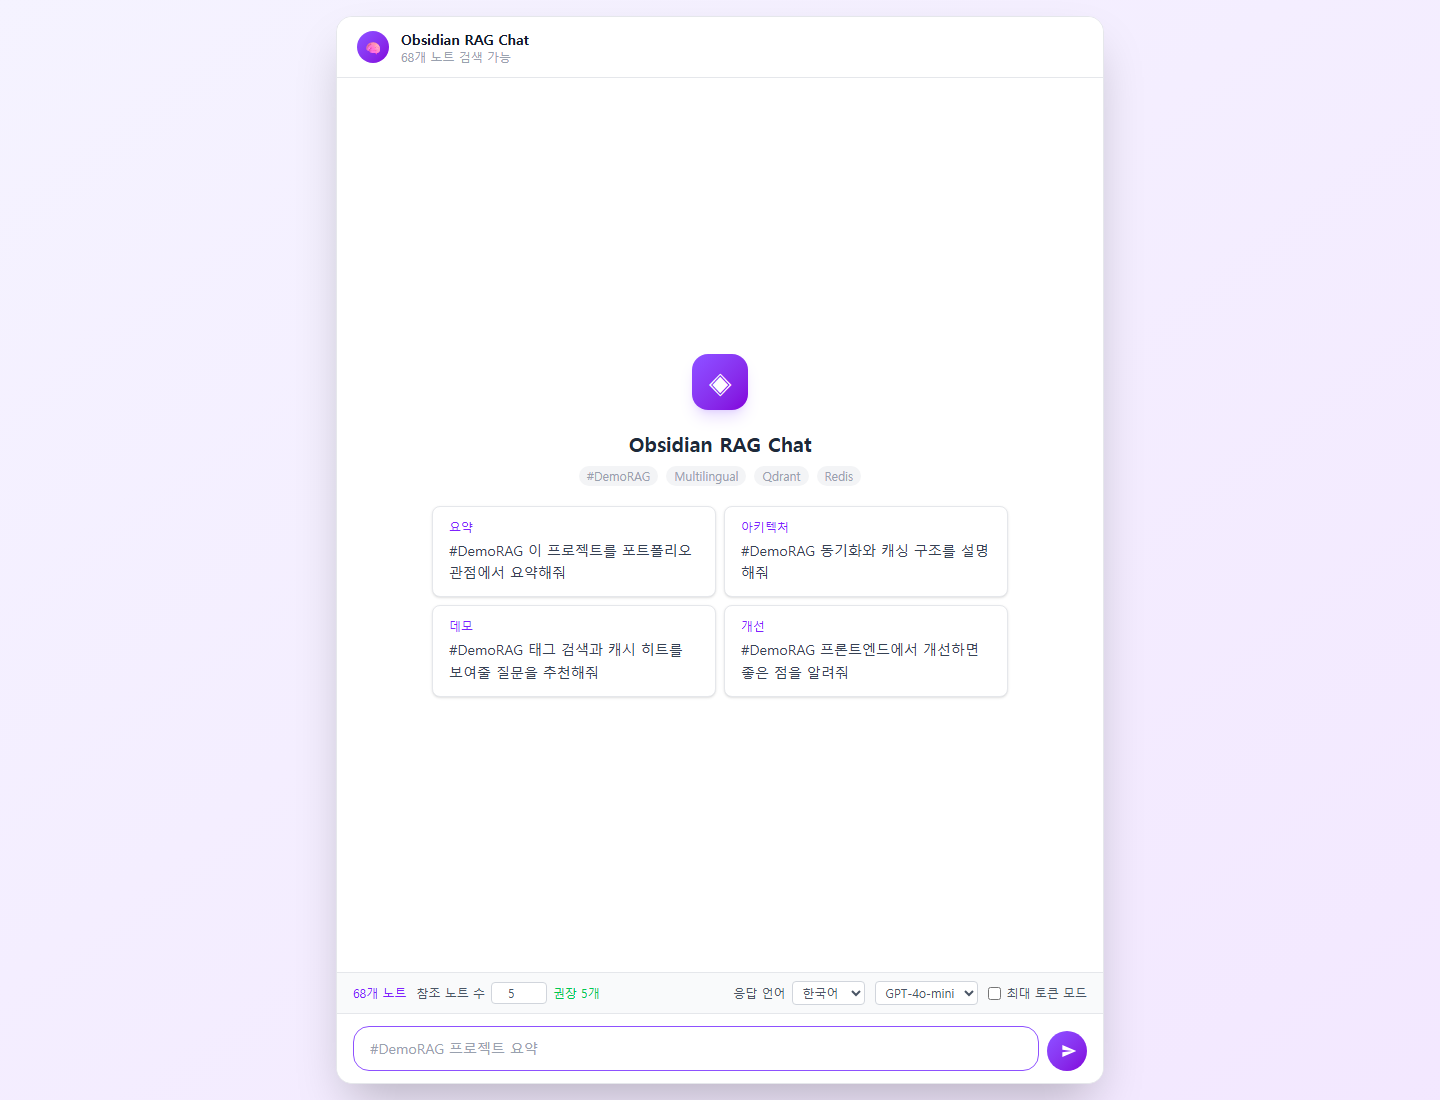 Obsidian RAG Chat
68개 노트 검색 가능
Obsidian RAG Chat
#DemoRAG Multilingual Qdrant Redis
요약
#DemoRAG 이 프로젝트를 포트폴리오
관점에서 요약해줘
아키텍처
#DemoRAG 동기화와 캐싱 구조를 설명
해줘
데모
#DemoRAG 태그 검색과 캐시 히트를
보여줄 질문을 추천해줘
개선
#DemoRAG 프론트엔드에서 개선하면
좋은 점을 알려줘
68개 노트 참조 노트 수 5 권장 5개 응답 언어 한국어 GPT-4o-mini 최대 토큰 모드
#DemoRAG 프로젝트 요약